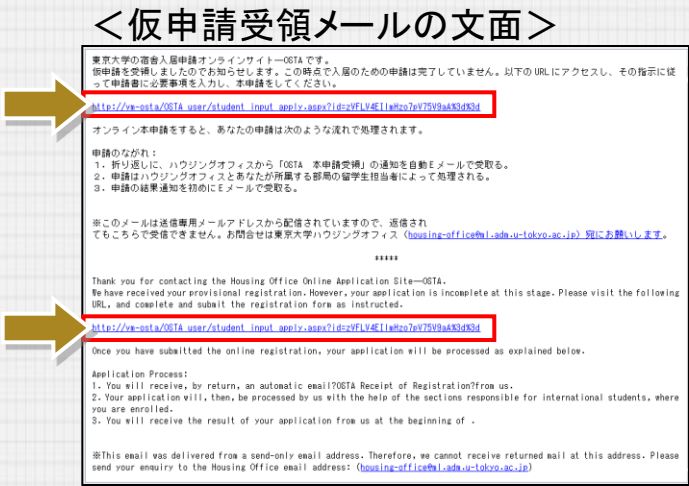 ＜仮申請受領メールの文面＞
東京大学の宿舎入居申請オンラインサイト―OSTA です。
仮申請を受領しましたのでお知らせします。この時点で入居のための申請は完了していません。以下の URL にアクセスし、その指示に従
って申請書に必要事項を入力し、本申請をしてください。
http://vm-osta/OSTA_user/student_input_apply.aspx?id=zVFLV4EIlmHzo7pV75V9aA%3d%3d
オンライン本申請をすると、あなたの申請は次のような流れで処理されます。
申請のながれ：
1. 折り返しに、ハウジングオフィスから「OSTA　本申請受領」の通知を自動Ｅメールで受取る。
2. 申請はハウジングオフィスとあなたが所属する部局の留学生担当者によって処理される。
3. 申請の結果通知を初めにＥメールで受取る。
※このメールは送信専用メールアドレスから配信されていますので、返信され
てもこちらで受信できません。お問合せは東京大学ハウジングオフィス（housing-office@ml.adm.u-tokyo.ac.jp）宛にお願いします。
*****
Thank you for contacting the Housing Office Online Application Site―OSTA.
We have received your provisional registration. However, your application is incomplete at this stage. Please visit the following
URL, and complete and submit the registration form as instructed.
http://vm-osta/OSTA_user/student_input_apply.aspx?id=zVFLV4EIlmHzo7pV75V9aA%3d%3d
Once you have submitted the online registration, your application will be processed as explained below.
Application Process:
1. You will receive, by return, an automatic email?OSTA Receipt of Registration?from us.
2. Your application will, then, be processed by us with the help of the sections responsible for international students, where
you are enrolled.
3. You will receive the result of your application from us at the beginning of .
※This email was delivered from a send-only email address. Therefore, we cannot receive returned mail at this address. Please
send your enquiry to the Housing Office email address: (housing-office@ml.adm.u-tokyo.ac.jp)